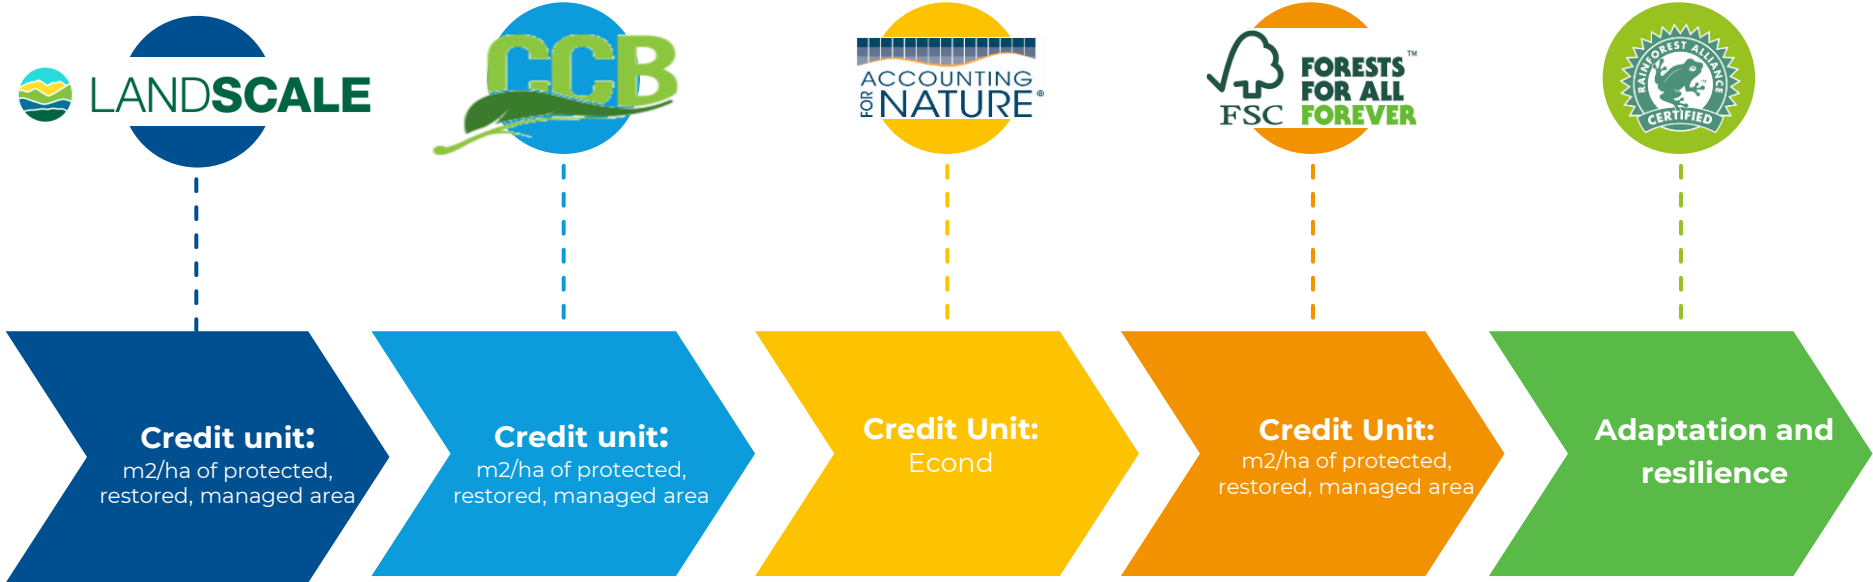 LANDSCALE
CCB
ACCOUNTING
FOR NATURE®
FSC
FORESTS™
FOR ALL
FOREVER
RAINFOREST ALLIANCE
CERTIFIED
Credit unit:
m2/ha of protected,
restored, managed area
Credit unit:
m2/ha of protected,
restored, managed area
Credit Unit:
Econd
Credit Unit:
m2/ha of protected,
restored, managed area
Adaptation and
resilience